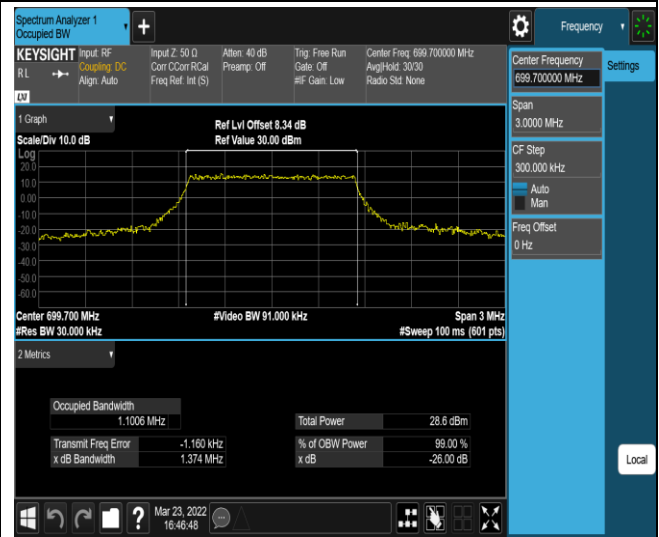 Spectrum Analyzer 1
Occupied BW
+
Frequency
KEYSIGHT
Input: RF
Coupling: DC
Align: Auto
Input Z: 50 Ω
Corr CCorr RCal
Freq Ref: Int (S)
Atten: 40 dB
Preamp: Off
Trig: Free Run
Gate: Off
#IF Gain: Low
Center Freq: 699.700000 MHz
Avg|Hold: 30/30
Radio Std: None
RL
LXI
Center Frequency
699.700000 MHz
Settings
Span
3.0000 MHz
CF Step
300.000 kHz
Auto
Man
Freq Offset
0 Hz
Local
1 Graph
Scale/Div 10.0 dB
Ref Lvl Offset 8.34 dB
Ref Value 30.00 dBm
Log
20.0
10.0
0.00
-10.0
-20.0
-30.0
-40.0
-50.0
-60.0
Center 699.700 MHz
#Video BW 91.000 kHz
Span 3 MHz
#Res BW 30.000 kHz
#Sweep 100 ms (601 pts)
2 Metrics
Occupied Bandwidth
1.1006 MHz
Total Power
28.6 dBm
Transmit Freq Error
-1.160 kHz
% of OBW Power
99.00 %
x dB Bandwidth
1.374 MHz
x dB
-26.00 dB
?
Mar 23, 2022
16:46:48